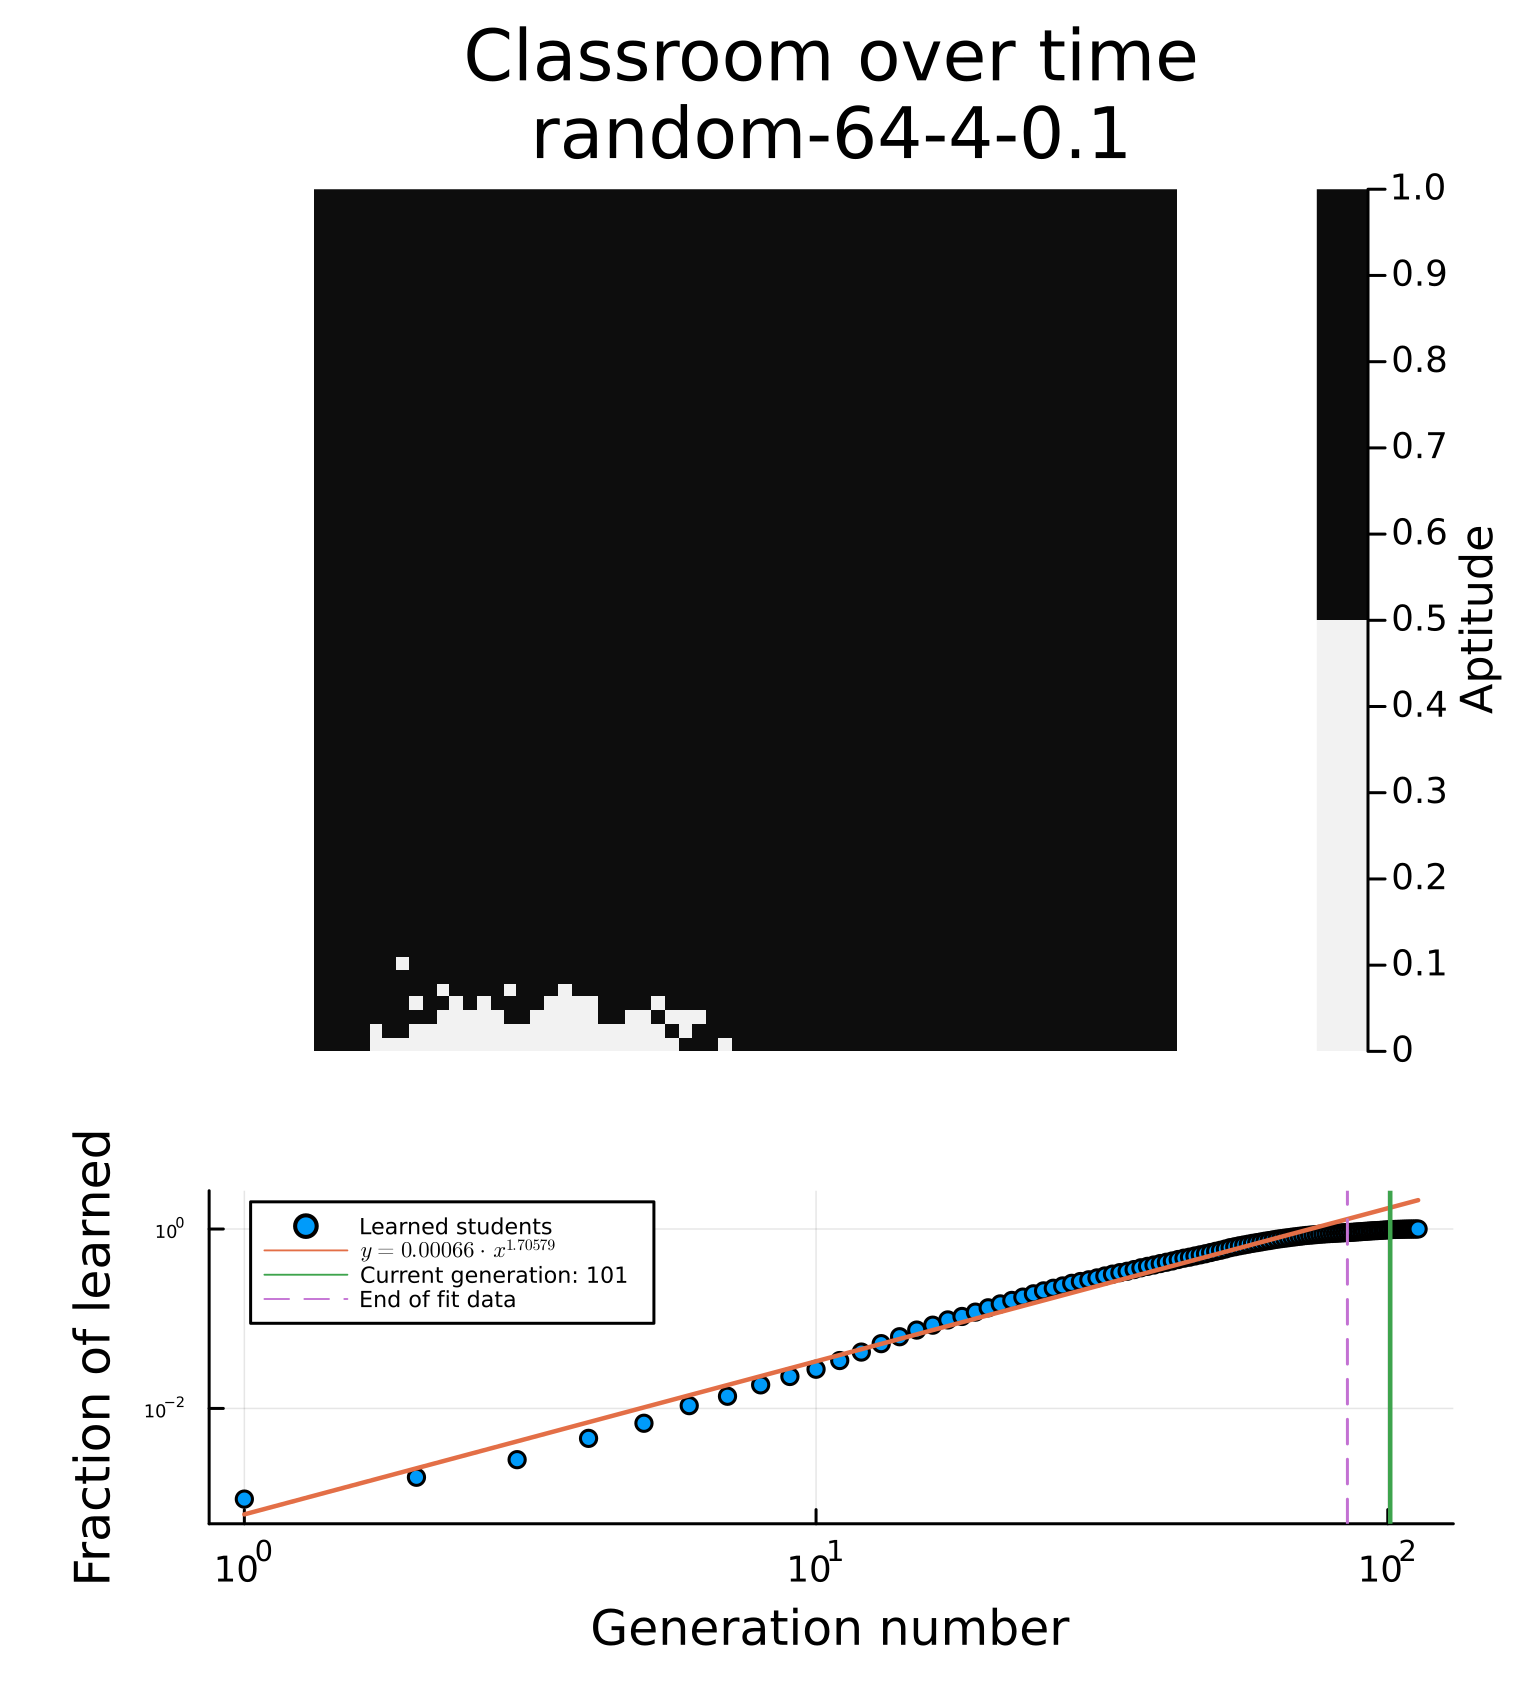 Classroom over time
random-64-4-0.1
1.0
0.9
0.8
0.7
0.6
0.5
0.4
0.3
0.2
0.1
0
Aptitude
Fraction of learned
10^0
10^-2
Learned students
y = 0.00066 · x^1.70579
Current generation: 101
End of fit data
10^0
10^1
10^2
Generation number